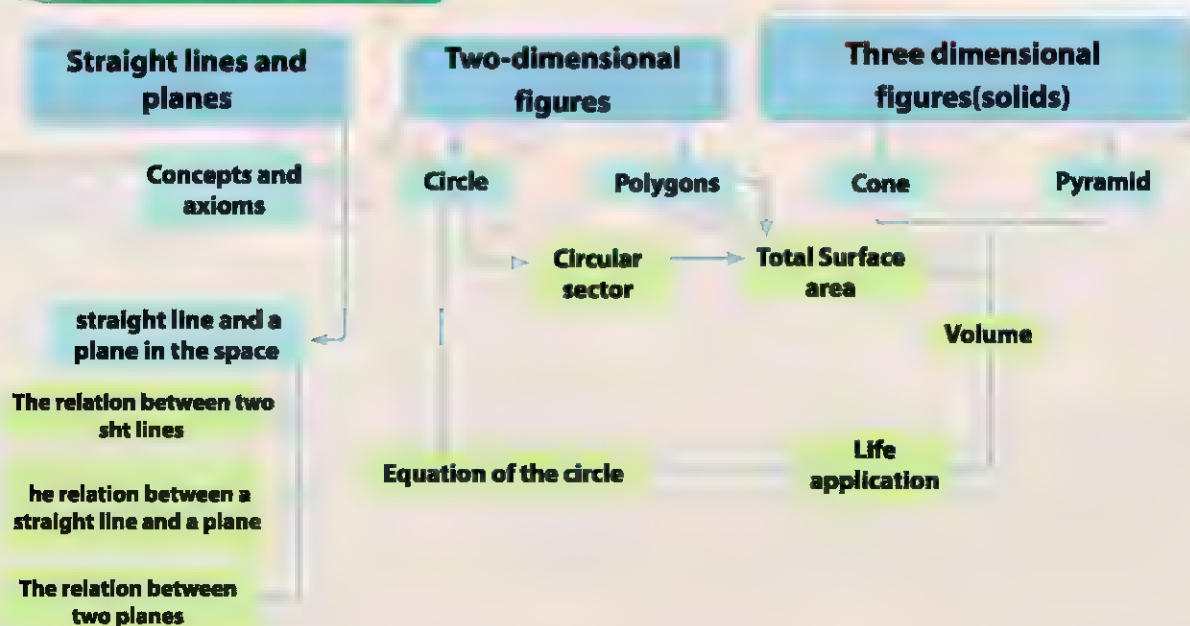 Straight lines and
planes
Two-dimensional
figures
Three dimensional
figures(solids)
Concepts and
axioms
Circle
Polygons
Cone
Pyramid
Circular
sector
Total Surface
area
straight line and a
plane in the space
Volume
The relation between two
sht lines
Equation of the circle
Life
application
he relation between a
straight line and a plane
The relation between
two planes